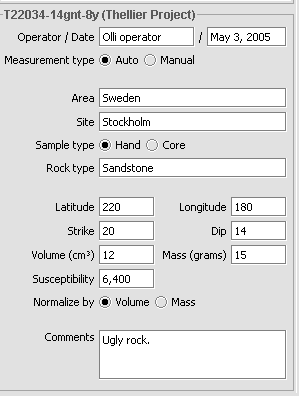 T22034-14gnt-8y (Thellier Project)
Operator / Date Olli operator / May 3, 2005
Measurement type Auto Manual
Area Sweden
Site Stockholm
Sample type Hand Core
Rock type Sandstone
Latitude 220 Longitude 180
Strike 20 Dip 14
Volume (cm³) 12 Mass (grams) 15
Susceptibility 6,400
Normalize by Volume Mass
Comments Ugly rock.